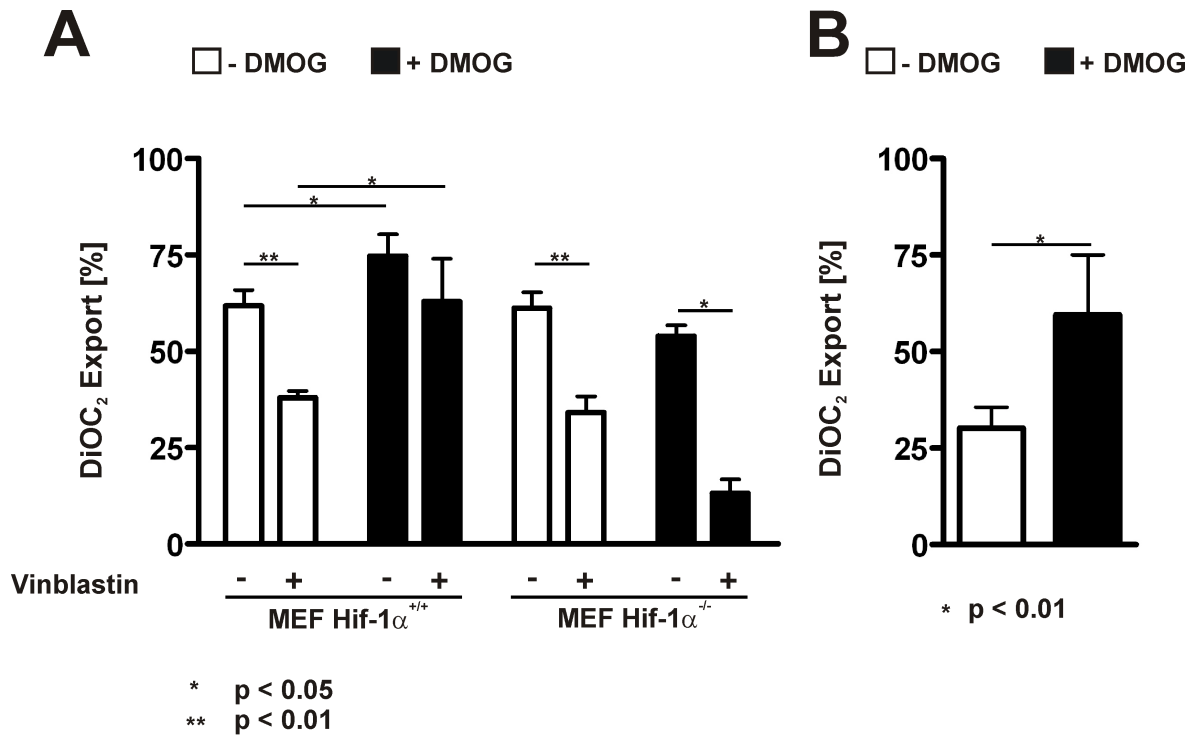 A
B
- DMOG + DMOG
- DMOG + DMOG
100
75
50
25
0
DiOC₂ Export [%]
*
*
**
**
*
Vinblastin - + - + - + - +
MEF Hif-1α+/+ MEF Hif-1α-/-
* p < 0.05
** p < 0.01
100
75
50
25
0
DiOC₂ Export [%]
*
* p < 0.01